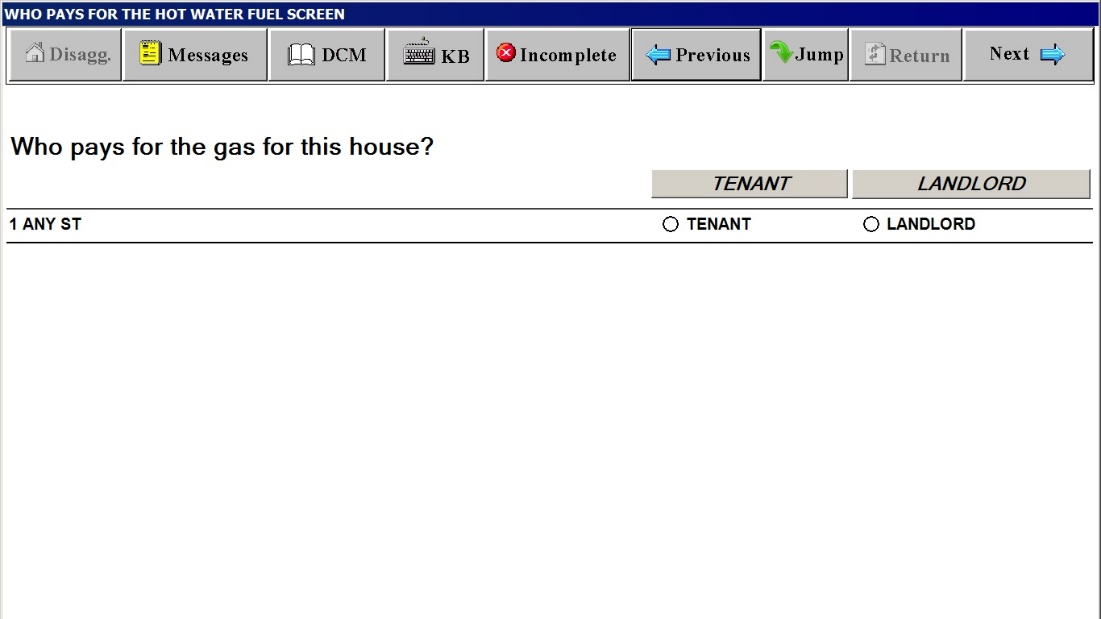 WHO PAYS FOR THE HOT WATER FUEL SCREEN
Disagg. Messages DCM KB Incomplete Previous Jump Return Next
Who pays for the gas for this house?
TENANT LANDLORD
1 ANY ST TENANT LANDLORD